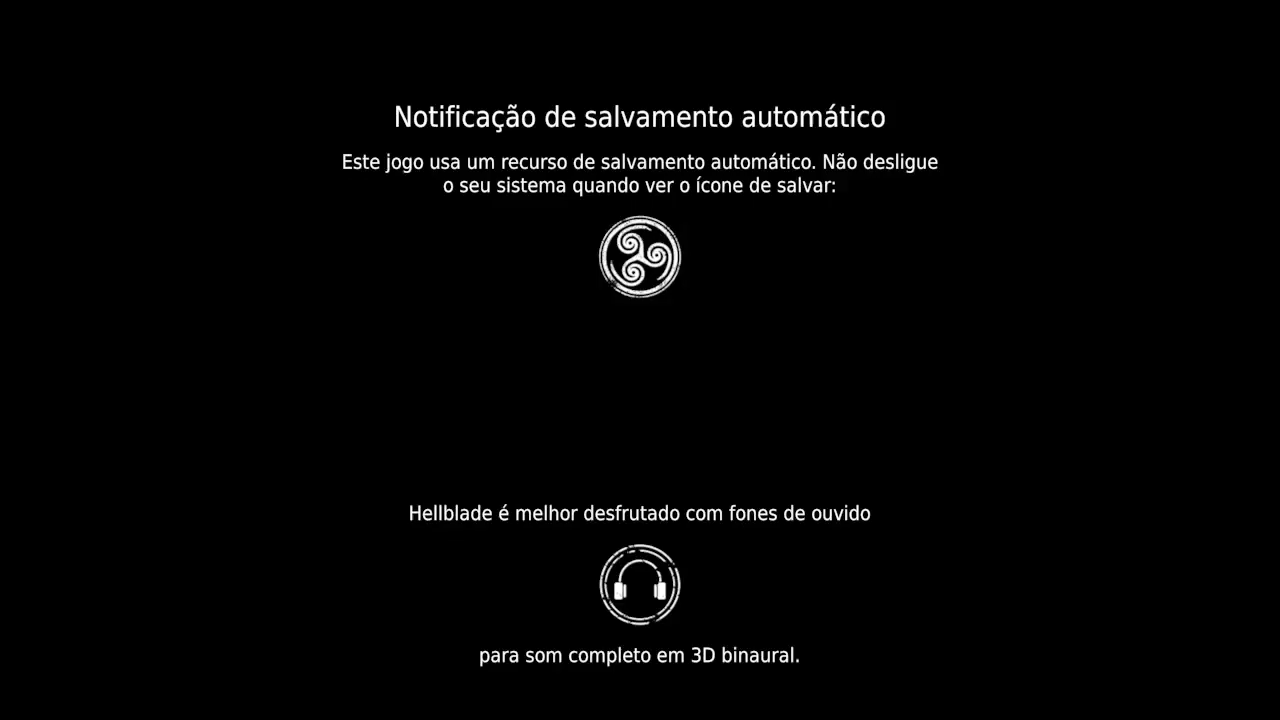 Notificação de salvamento automático
Este jogo usa um recurso de salvamento automático. Não desligue
o seu sistema quando ver o ícone de salvar:
Hellblade é melhor desfrutado com fones de ouvido
para som completo em 3D binaural.